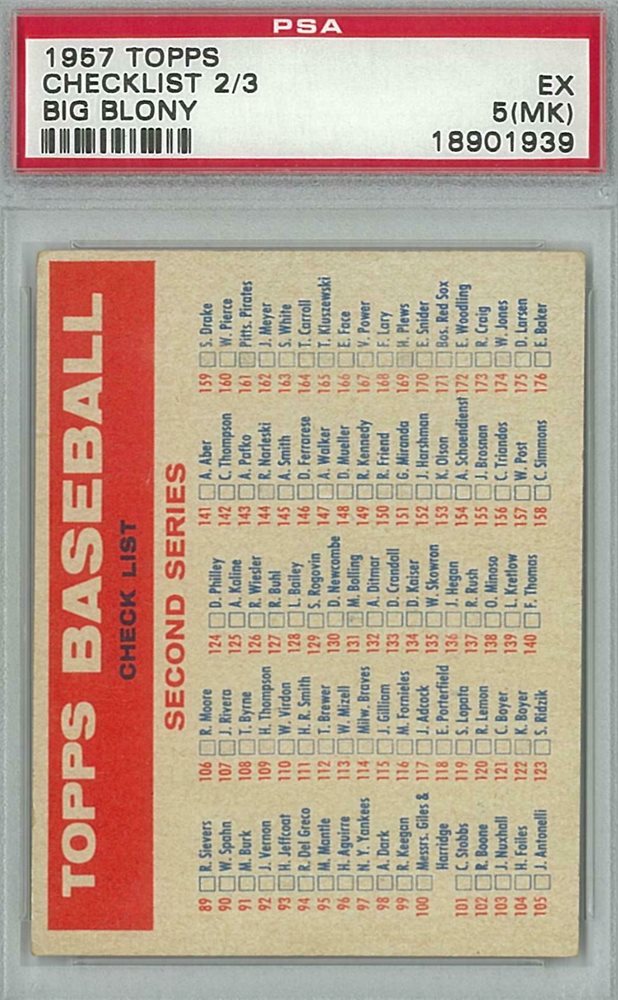 PSA
1957 TOPPS
CHECKLIST 2/3
BIG BLONY
EX
5(MK)
18901939
TOPPS BASEBALL
CHECK LIST
SECOND SERIES
89 R. Sievers
90 W. Spahn
91 M. Burk
92 J. Vernon
93 H. Jeffcoat
94 R. Del Greco
95 M. Mantle
96 H. Aguirre
97 N. Y. Yankees
98 A. Dark
99 R. Keegan
100 Messrs. Giles &
Harridge
101 C. Stobbs
102 R. Boone
103 J. Nuxhall
104 H. Foiles
105 J. Antonelli
106 R. Moore
107 J. Rivera
108 T. Byrne
109 H. Thompson
110 W. Virdon
111 H. R. Smith
112 T. Brewer
113 W. Mizell
114 Milw. Braves
115 J. Gilliam
116 M. Fornieles
117 J. Adcock
118 E. Porterfield
119 S. Lopata
120 R. Lemon
121 C. Boyer
122 K. Boyer
123 S. Ridzik
124 D. Philley
125 A. Kaline
126 R. Wiesler
127 R. Buhl
128 L. Bailey
129 S. Rogovin
130 D. Newcombe
131 M. Bolling
132 A. Ditmar
133 D. Crandall
134 D. Kaiser
135 W. Skowron
136 J. Hegan
137 R. Rush
138 O. Minoso
139 L. Kretlow
140 F. Thomas
141 A. Aber
142 C. Thompson
143 A. Pafko
144 R. Narleski
145 A. Smith
146 D. Ferrarese
147 A. Walker
148 D. Mueller
149 R. Kennedy
150 R. Friend
151 G. Miranda
152 J. Harshman
153 K. Olson
154 A. Schoendienst
155 J. Brosnan
156 C. Triandos
157 W. Post
158 C. Simmons
159 S. Drake
160 W. Pierce
161 Pitts. Pirates
162 J. Meyer
163 S. White
164 T. Carroll
165 T. Kluszewski
166 E. Face
167 V. Power
168 F. Lary
169 H. Plews
170 E. Snider
171 Bos. Red Sox
172 E. Woodling
173 R. Craig
174 W. Jones
175 D. Larsen
176 E. Baker